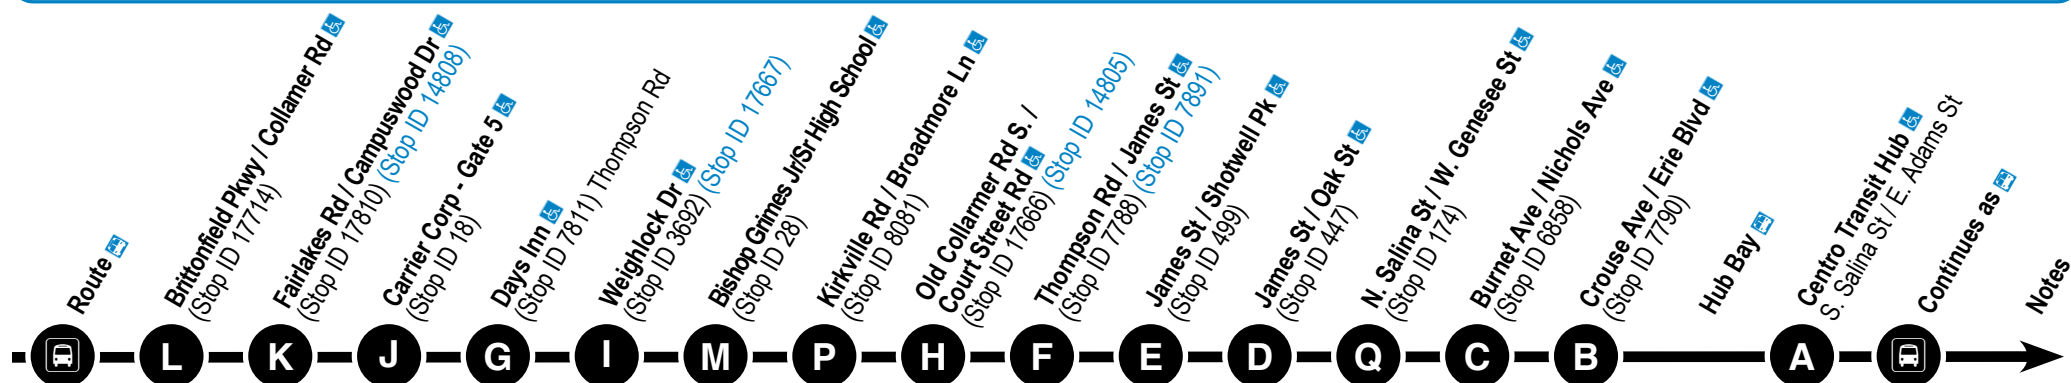 Route
Brittonfield Pkwy / Collamer Rd
(Stop ID 17714)
Fairlakes Rd / Campuswood Dr
(Stop ID 17810) (Stop ID 14808)
Carrier Corp - Gate 5
(Stop ID 18)
Days Inn
(Stop ID 7811) Thompson Rd
Weighlock Dr
(Stop ID 3692) (Stop ID 17667)
Bishop Grimes Jr/Sr High School
(Stop ID 28)
Kirkville Rd / Broadmore Ln
(Stop ID 8081)
Old Collarmer Rd S. /
Court Street Rd
(Stop ID 17666) (Stop ID 14805)
Thompson Rd / James St
(Stop ID 7788) (Stop ID 7891)
James St / Shotwell Pk
(Stop ID 499)
James St / Oak St
(Stop ID 447)
N. Salina St / W. Genesee St
(Stop ID 174)
Burnet Ave / Nichols Ave
(Stop ID 6858)
Crouse Ave / Erie Blvd
(Stop ID 7790)
Hub Bay
Centro Transit Hub
S. Salina St / E. Adams St
Continues as
Notes
L K J G I M P H F E D Q C B A